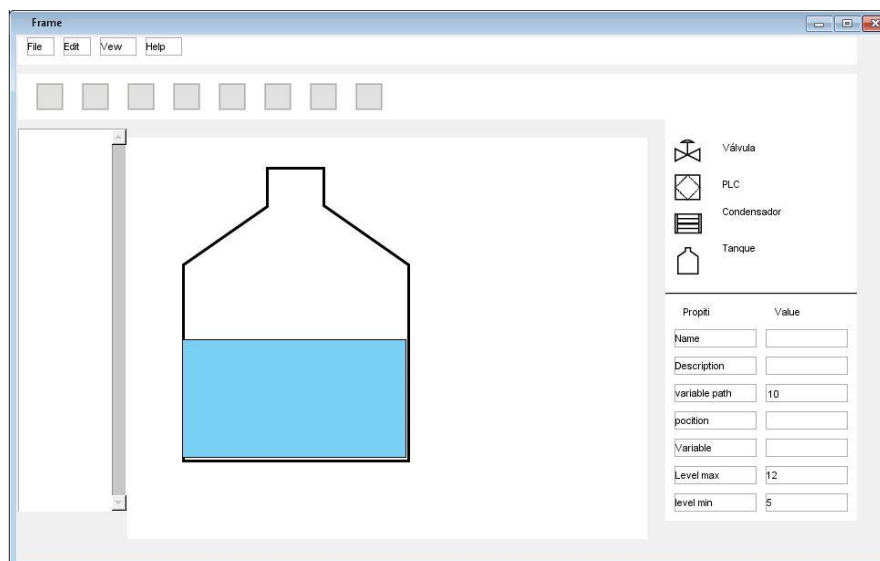 Frame
File Edit Vew Help
Válvula
PLC
Condensador
Tanque
Propiti Value
Name
Description
variable path 10
pocition
Variable
Level max 12
level min 5